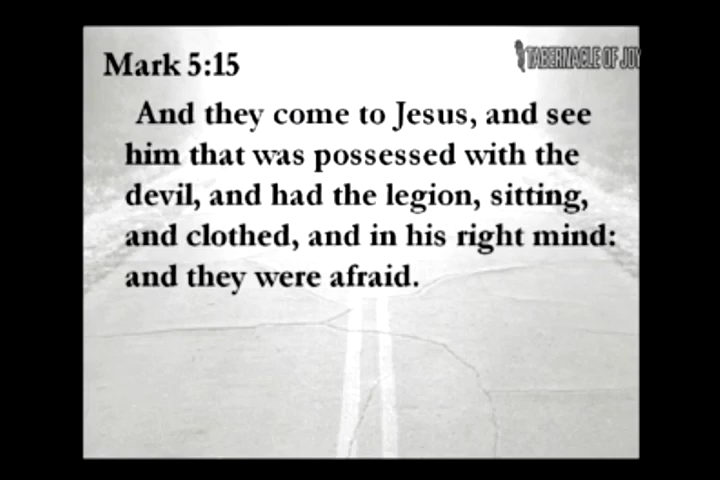 Mark 5:15
TABERNACLE OF JOY
And they come to Jesus, and see
him that was possessed with the
devil, and had the legion, sitting,
and clothed, and in his right mind:
and they were afraid.